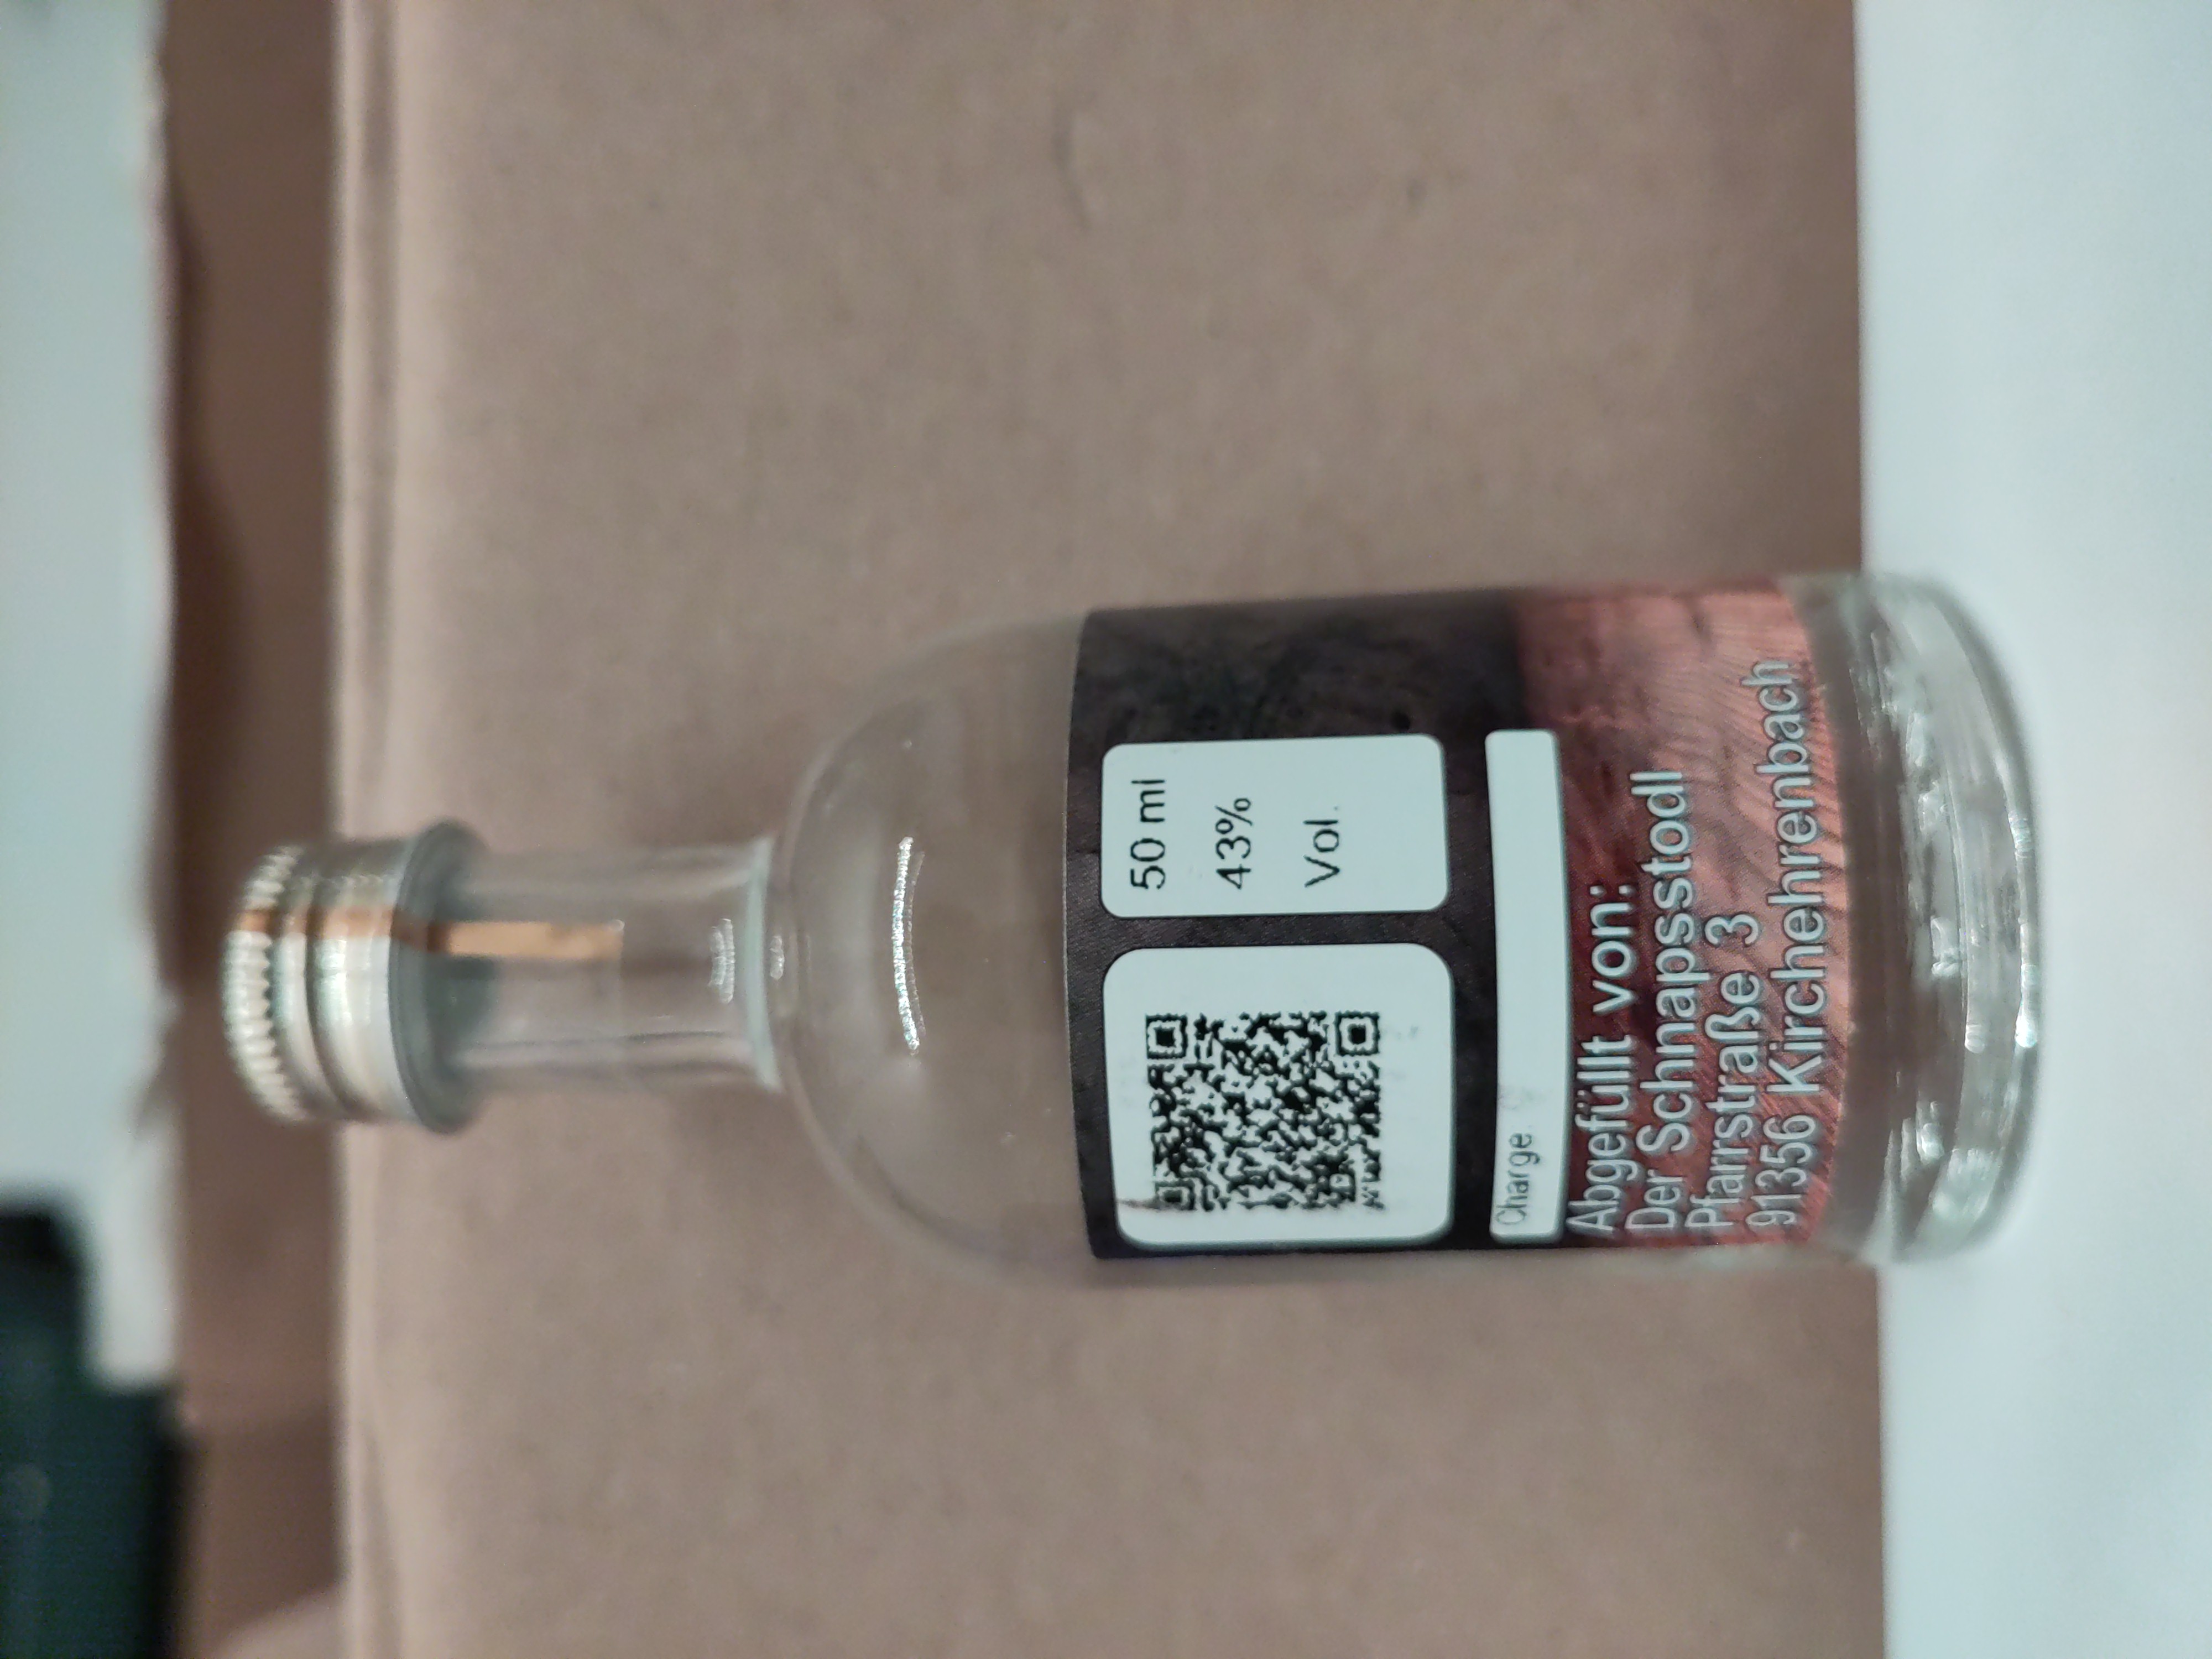 50 ml
43%
Vol.
Charge:
Abgefüllt von:
Der Schnapsstodl
Pfarrstraße 3
91356 Kirchehrenbach